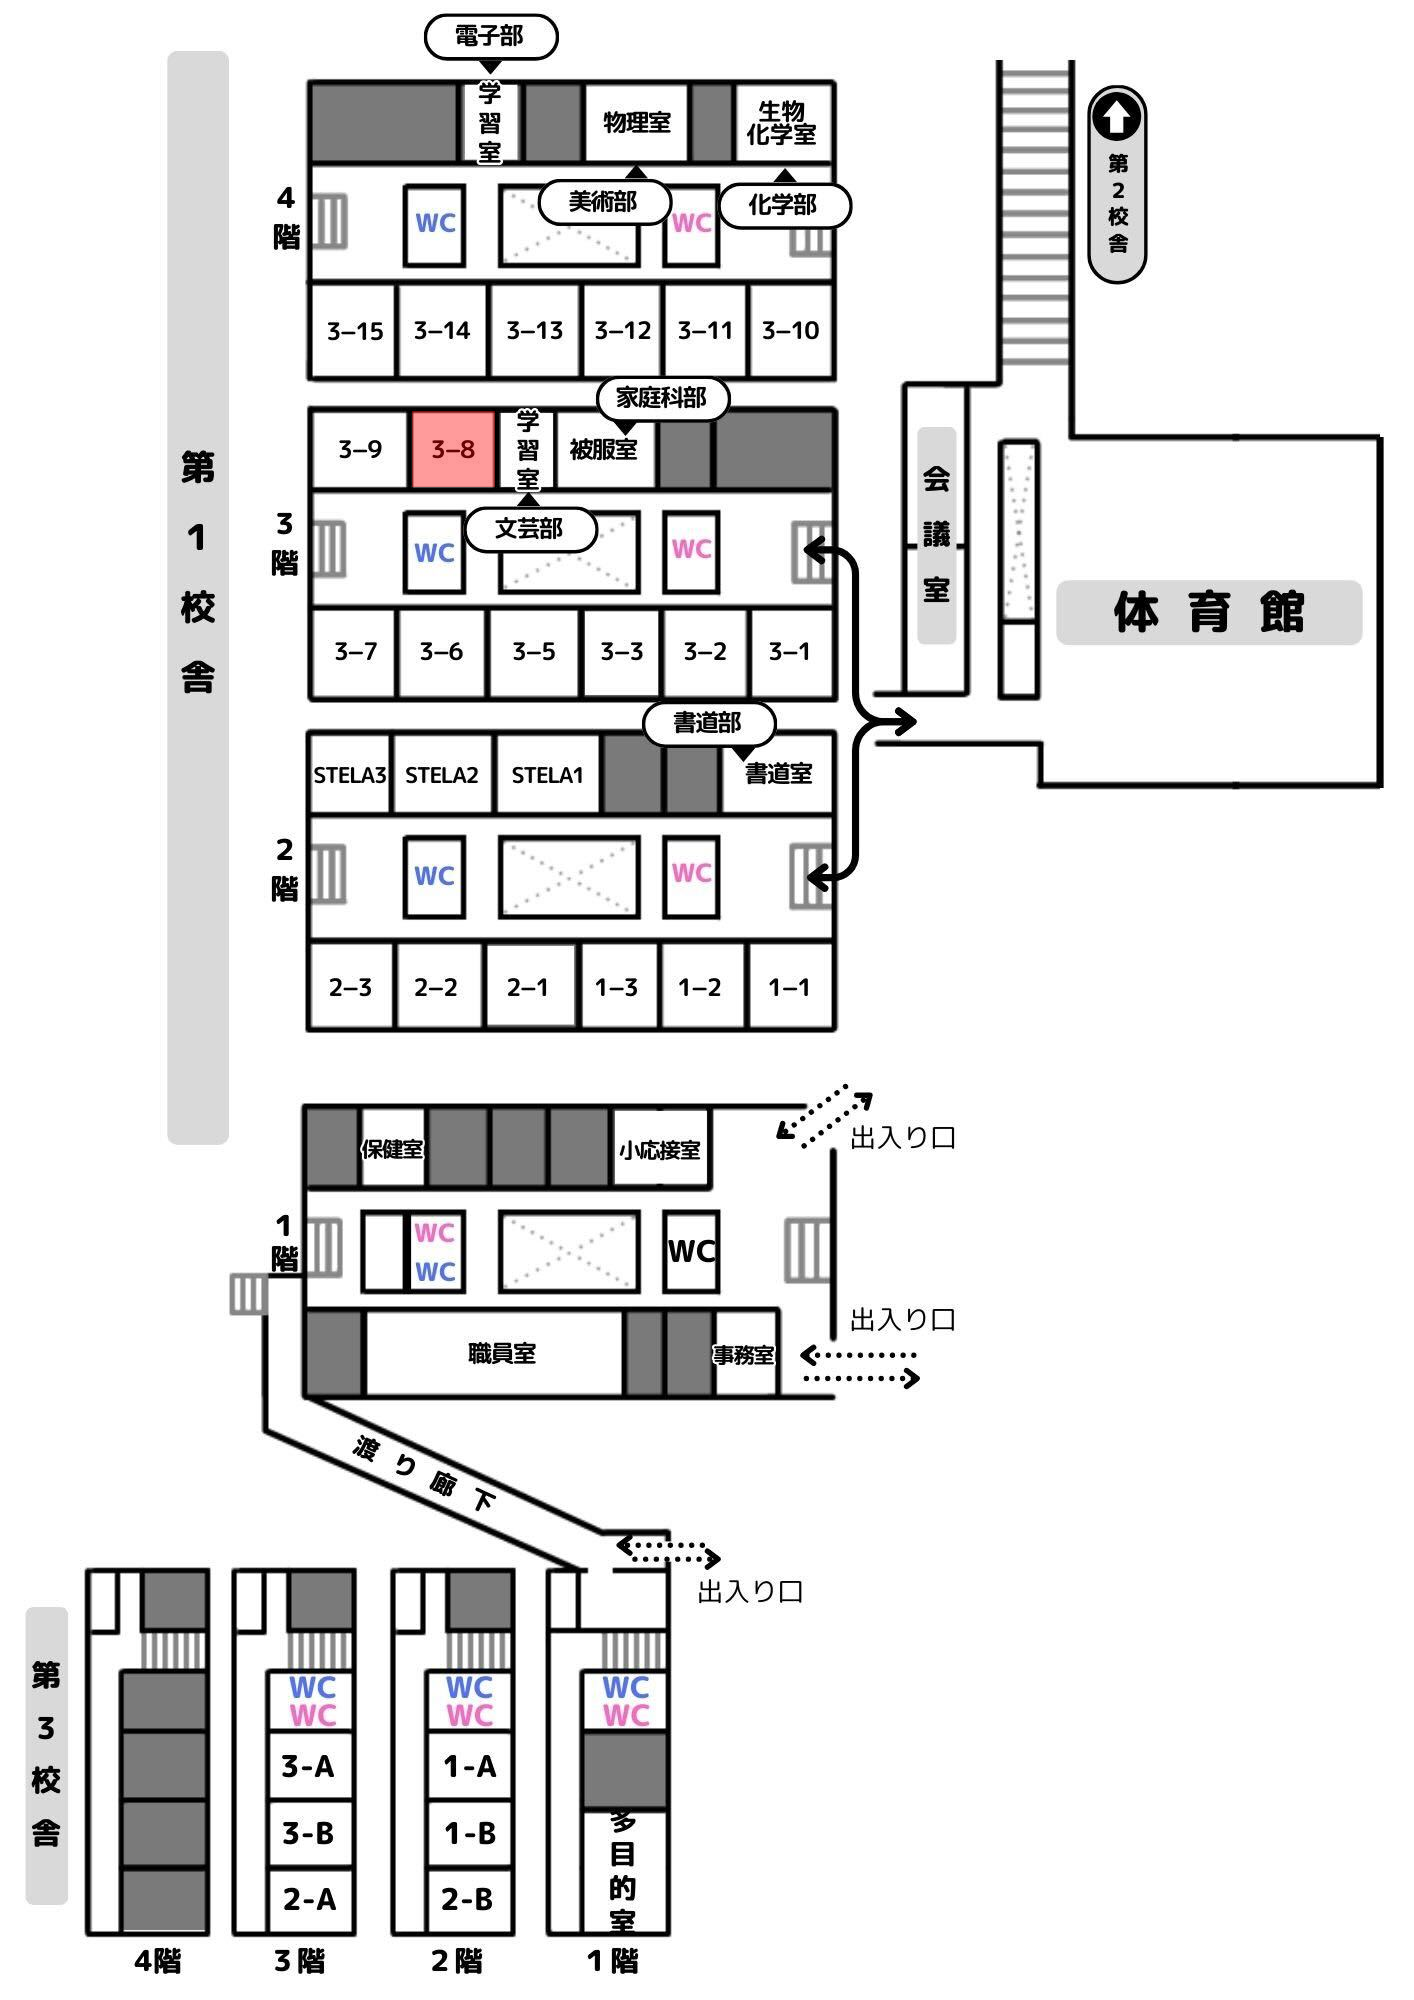 電子部
学習室
物理室
生物
化学室
美術部
化学部
4階
WC
WC
3–15
3–14
3–13
3–12
3–11
3–10
第2校舎
第1校舎
家庭科部
3–9
3–8
学習室
被服室
文芸部
3階
WC
WC
3–7
3–6
3–5
3–3
3–2
3–1
会議室
体育館
書道部
STELA3
STELA2
STELA1
書道室
2階
WC
WC
2–3
2–2
2–1
1–3
1–2
1–1
保健室
小応接室
出入り口
1階
WC
WC
WC
職員室
事務室
出入り口
渡り廊下
出入り口
第3校舎
WC
WC
3-A
3-B
2-A
WC
WC
1-A
1-B
2-B
WC
WC
多目的室
4階
3階
2階
1階